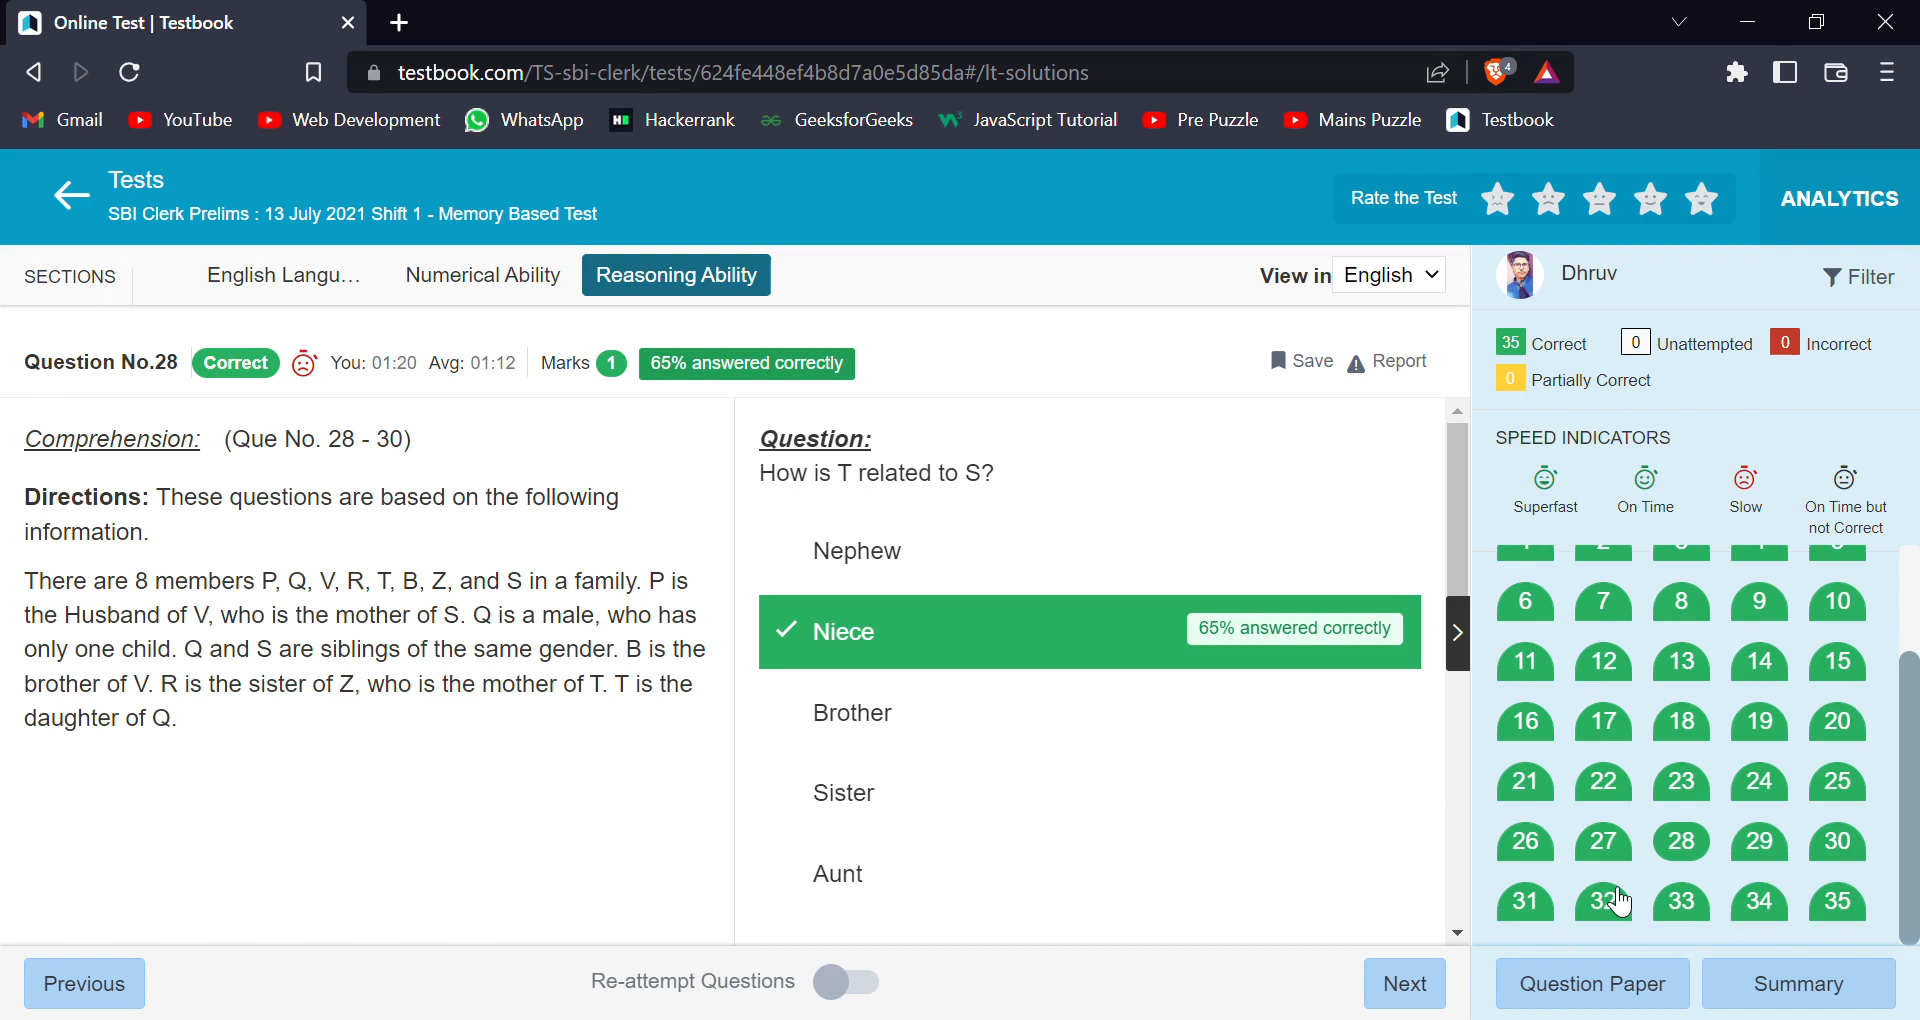 Online Test | Testbook
testbook.com/TS-sbi-clerk/tests/624fe448ef4b8d7a0e5d85da#/lt-solutions
4
Gmail YouTube Web Development WhatsApp Hackerrank GeeksforGeeks JavaScript Tutorial Pre Puzzle Mains Puzzle Testbook
Tests
SBI Clerk Prelims : 13 July 2021 Shift 1 - Memory Based Test
Rate the Test
ANALYTICS
SECTIONS
English Langu...
Numerical Ability
Reasoning Ability
View in English
Dhruv
Filter
Question No.28 Correct You: 01:20 Avg: 01:12 Marks 1 65% answered correctly
Save Report
35 Correct 0 Unattempted 0 Incorrect
0 Partially Correct
Comprehension: (Que No. 28 - 30)
Directions: These questions are based on the following
information.
There are 8 members P, Q, V, R, T, B, Z, and S in a family. P is
the Husband of V, who is the mother of S. Q is a male, who has
only one child. Q and S are siblings of the same gender. B is the
brother of V. R is the sister of Z, who is the mother of T. T is the
daughter of Q.
Question:
How is T related to S?
Nephew
Niece 65% answered correctly
Brother
Sister
Aunt
SPEED INDICATORS
Superfast On Time Slow On Time but
not Correct
6 7 8 9 10
11 12 13 14 15
16 17 18 19 20
21 22 23 24 25
26 27 28 29 30
31 32 33 34 35
Previous
Re-attempt Questions
Next
Question Paper
Summary